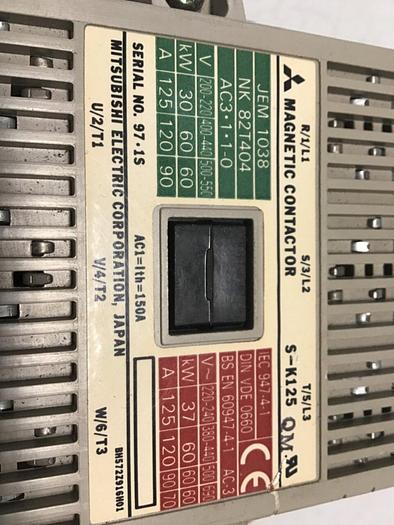 R/1/L1 S/3/L2 T/5/L3
MAGNETIC CONTACTOR S-K125
JEM 1038
NK 82T404
AC3·1·1-0
V 200-220 400-440 500-550
kW 30 60 60
A 125 120 90
SERIAL NO. 97·1S
AC1=Ith=150A
IEC 947-4-1
DIN VDE 0660
BS EN 60947-4-1 AC-3
V~ 220-240 380-440 500 690
kW 37 60 60 60
A 125 120 90 70
CE
MITSUBISHI ELECTRIC CORPORATION, JAPAN
BH572Z916H01
U/2/T1 V/4/T2 W/6/T3